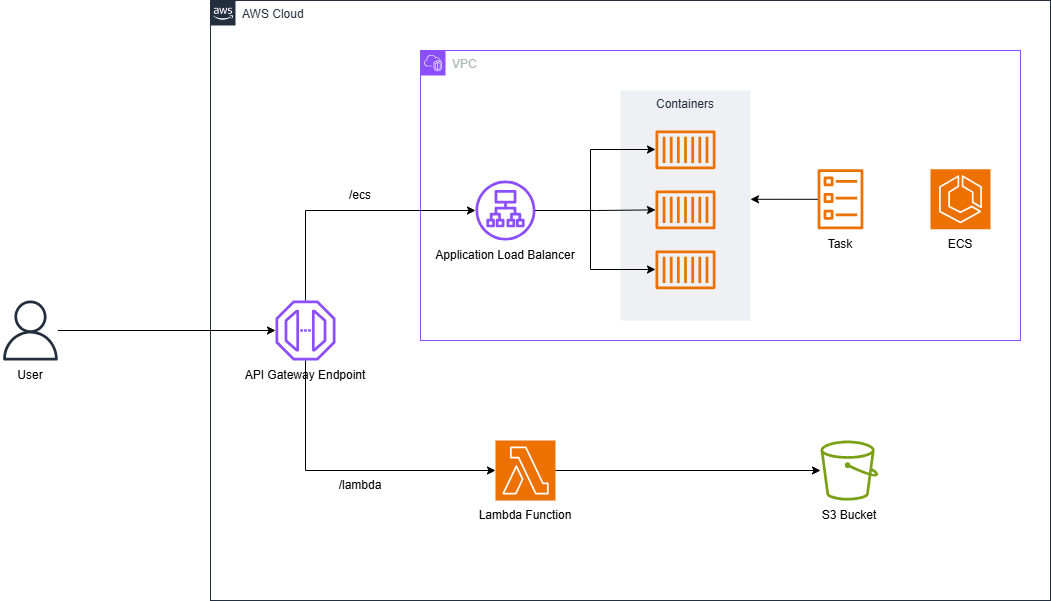 aws
AWS Cloud
VPC
Containers
/ecs
Application Load Balancer
Task
ECS
User
API Gateway Endpoint
/lambda
Lambda Function
S3 Bucket